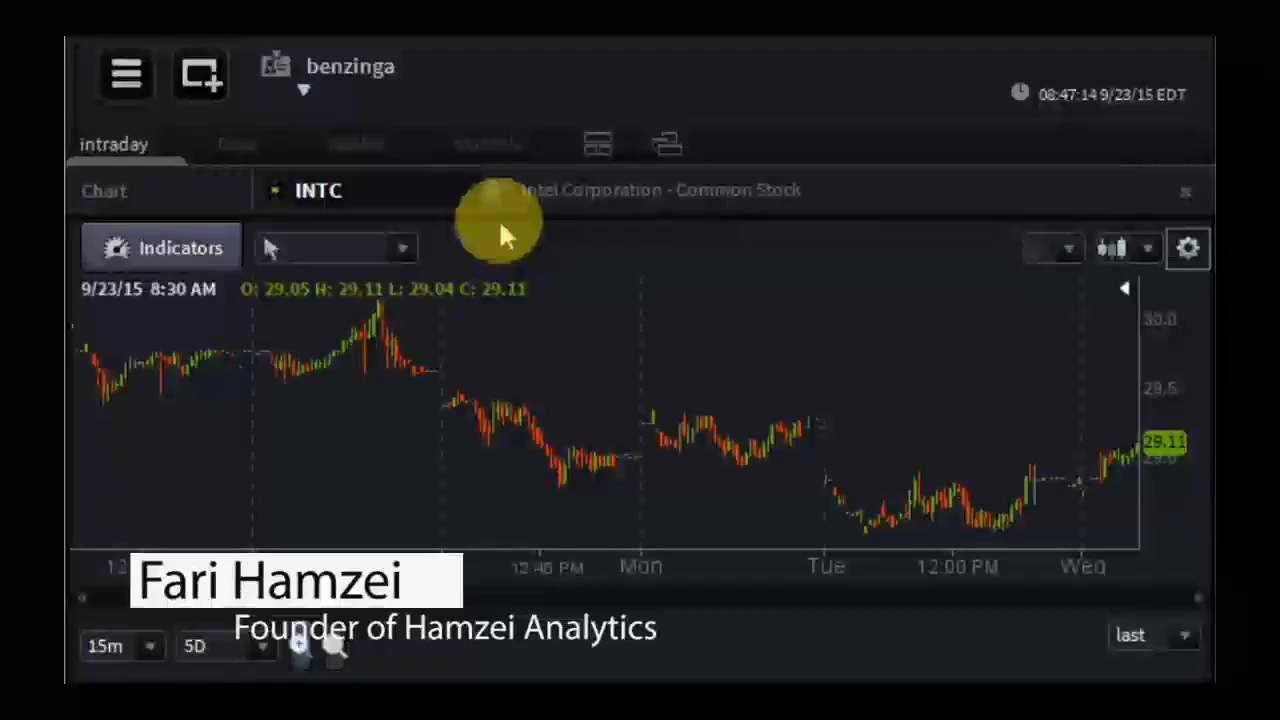 benzinga
08:47:14 9/23/15 EDT
intraday
Chart
INTC
Intel Corporation - Common Stock
Indicators
9/23/15 8:30 AM O: 29.05 H: 29.11 L: 29.04 C: 29.11
30.0
29.5
29.11
29.0
12:45 PM Mon Tue 12:00 PM Wed
Fari Hamzei
Founder of Hamzei Analytics
15m 5D last